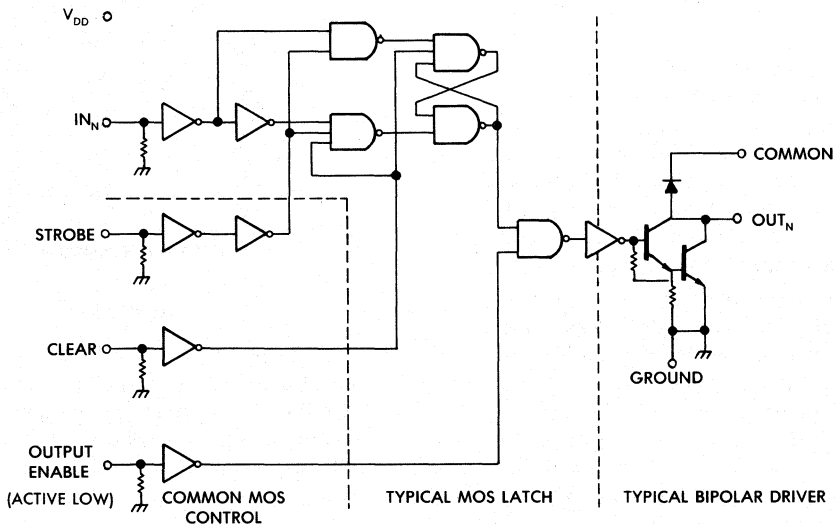 VDD
INN
STROBE
CLEAR
OUTPUT
ENABLE
(ACTIVE LOW)
COMMON MOS
CONTROL
TYPICAL MOS LATCH
TYPICAL BIPOLAR DRIVER
COMMON
OUTN
GROUND